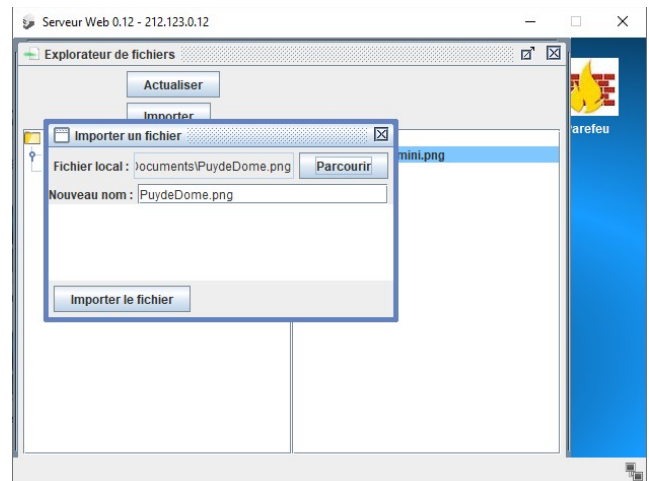 Serveur Web 0.12 - 212.123.0.12
Explorateur de fichiers
Actualiser
Importer
Importer un fichier
Fichier local : Documents\PuydeDome.png Parcourir
Nouveau nom : PuydeDome.png
Importer le fichier
mini.png
arefeu